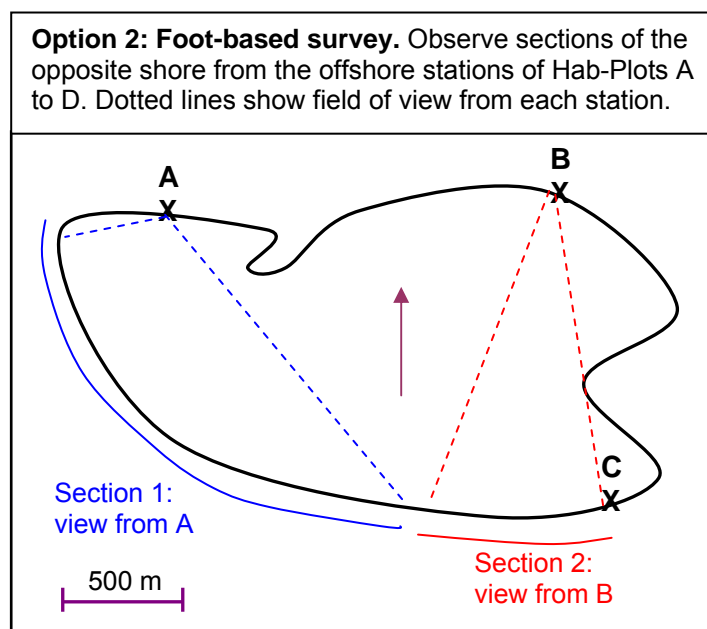 Option 2: Foot-based survey. Observe sections of the
opposite shore from the offshore stations of Hab-Plots A
to D. Dotted lines show field of view from each station.
A
X
B
X
C
X
Section 1:
view from A
Section 2:
view from B
500 m